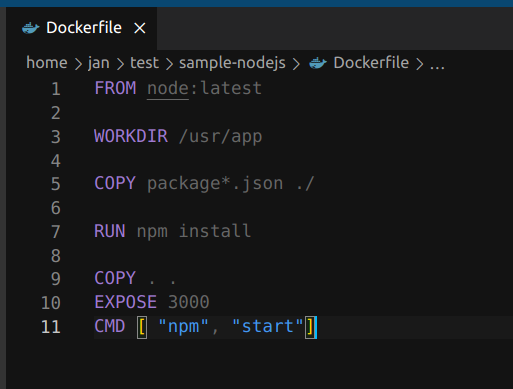 Dockerfile ×
home > jan > test > sample-nodejs > Dockerfile > ...
1 FROM node:latest
2
3 WORKDIR /usr/app
4
5 COPY package*.json ./
6
7 RUN npm install
8
9 COPY . .
10 EXPOSE 3000
11 CMD [ "npm", "start"]